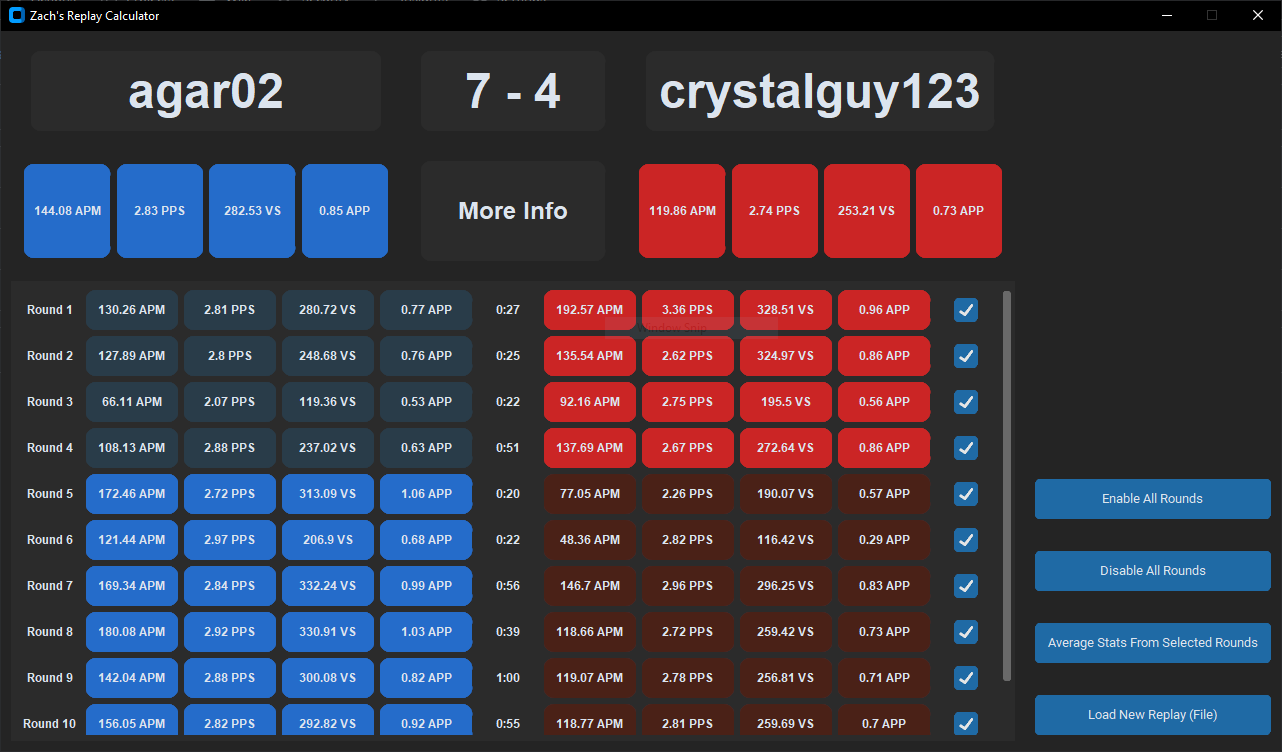 Zach's Replay Calculator
agar02 7 - 4 crystalguy123
144.08 APM 2.83 PPS 282.53 VS 0.85 APP More Info 119.86 APM 2.74 PPS 253.21 VS 0.73 APP
Round 1 130.26 APM 2.81 PPS 280.72 VS 0.77 APP 0:27 192.57 APM 3.36 PPS 328.51 VS 0.96 APP
Window Snip
Round 2 127.89 APM 2.8 PPS 248.68 VS 0.76 APP 0:25 135.54 APM 2.62 PPS 324.97 VS 0.86 APP
Round 3 66.11 APM 2.07 PPS 119.36 VS 0.53 APP 0:22 92.16 APM 2.75 PPS 195.5 VS 0.56 APP
Round 4 108.13 APM 2.88 PPS 237.02 VS 0.63 APP 0:51 137.69 APM 2.67 PPS 272.64 VS 0.86 APP
Round 5 172.46 APM 2.72 PPS 313.09 VS 1.06 APP 0:20 77.05 APM 2.26 PPS 190.07 VS 0.57 APP
Round 6 121.44 APM 2.97 PPS 206.9 VS 0.68 APP 0:22 48.36 APM 2.82 PPS 116.42 VS 0.29 APP
Round 7 169.34 APM 2.84 PPS 332.24 VS 0.99 APP 0:56 146.7 APM 2.96 PPS 296.25 VS 0.83 APP
Round 8 180.08 APM 2.92 PPS 330.91 VS 1.03 APP 0:39 118.66 APM 2.72 PPS 259.42 VS 0.73 APP
Round 9 142.04 APM 2.88 PPS 300.08 VS 0.82 APP 1:00 119.07 APM 2.78 PPS 256.81 VS 0.71 APP
Round 10 156.05 APM 2.82 PPS 292.82 VS 0.92 APP 0:55 118.77 APM 2.81 PPS 259.69 VS 0.7 APP
Enable All Rounds
Disable All Rounds
Average Stats From Selected Rounds
Load New Replay (File)